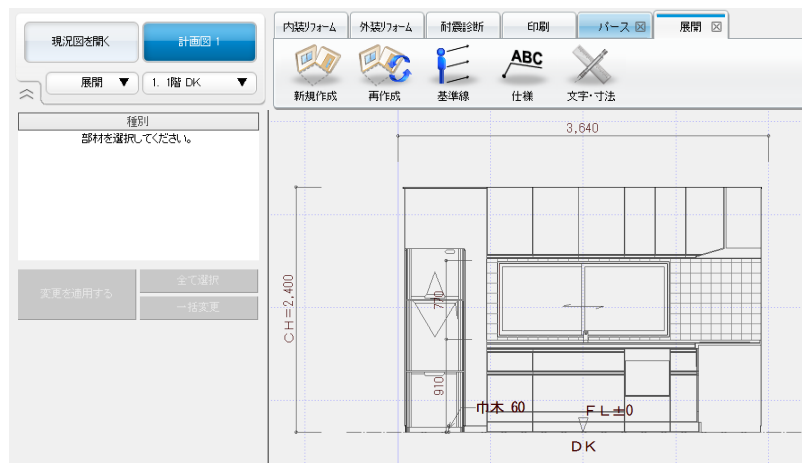 現況図を開く
計画図 1
展開 ▼
1. 1階 DK ▼
内装リフォーム
外装リフォーム
耐震診断
印刷
パース
展開
新規作成
再作成
基準線
ABC
仕様
文字・寸法
種別
部材を選択してください。
変更を適用する
全て選択
一括変更
3,640
CH=2,400
0
770
910
巾木 60
FL±0
DK